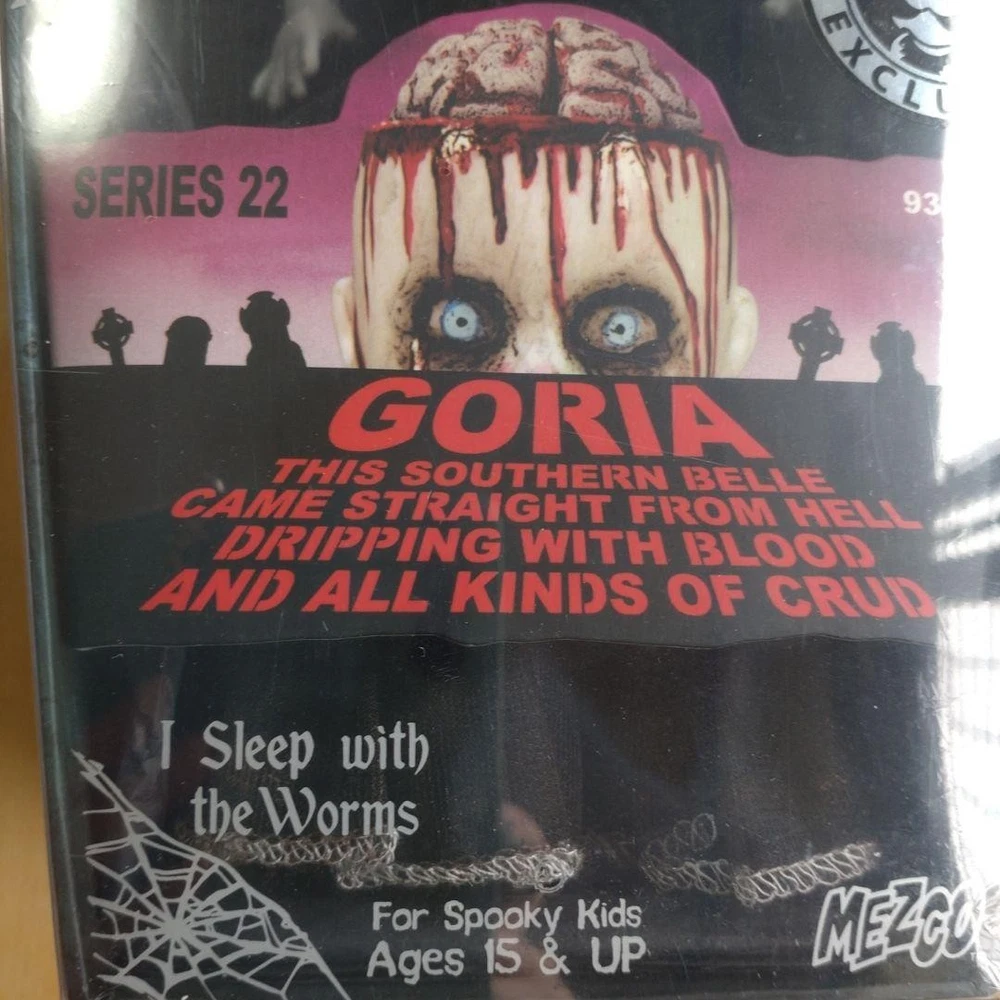 SERIES 22
GORIA
THIS SOUTHERN BELLE
CAME STRAIGHT FROM HELL
DRIPPING WITH BLOOD
AND ALL KINDS OF CRUD
I Sleep with
the Worms
For Spooky Kids
Ages 15 & UP